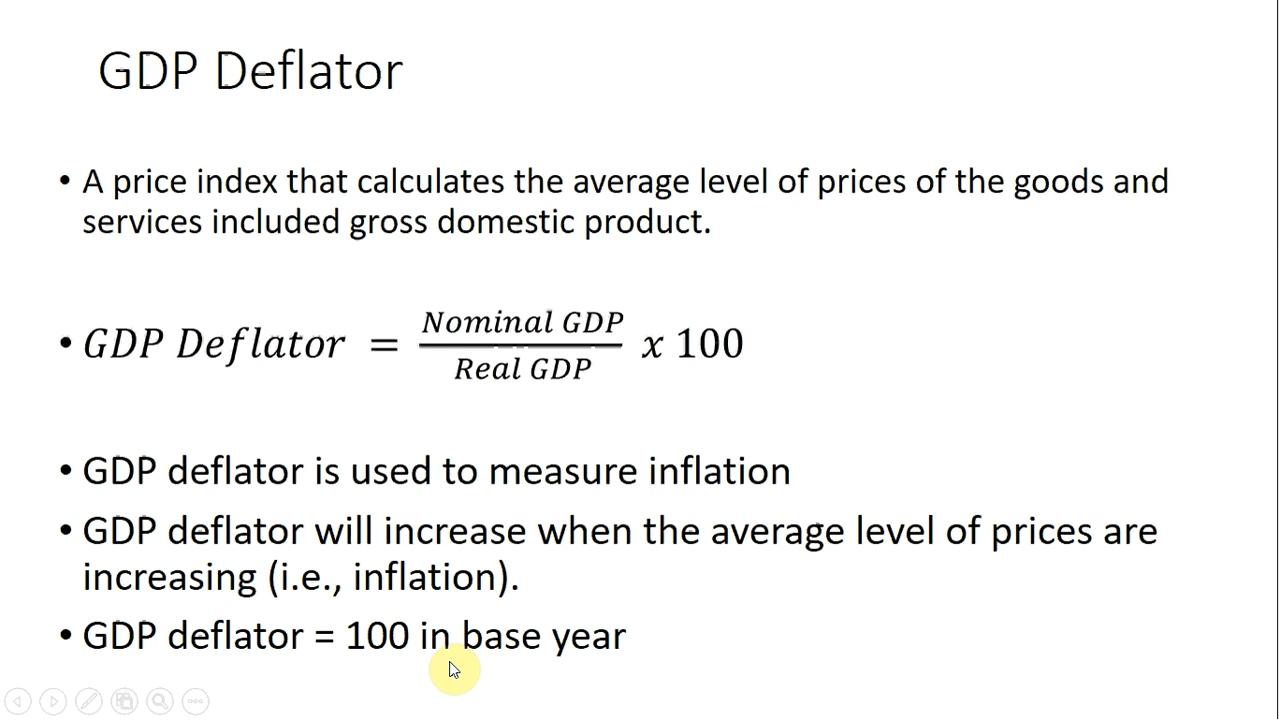 GDP Deflator
• A price index that calculates the average level of prices of the goods and
services included gross domestic product.
• GDP Deflator = Nominal GDP / Real GDP x 100
• GDP deflator is used to measure inflation
• GDP deflator will increase when the average level of prices are
increasing (i.e., inflation).
• GDP deflator = 100 in base year